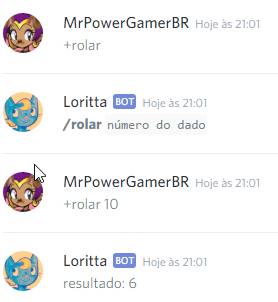 MrPowerGamerBR Hoje às 21:01
+rolar
Loritta BOT Hoje às 21:01
/rolar número do dado
MrPowerGamerBR Hoje às 21:01
+rolar 10
Loritta BOT Hoje às 21:01
resultado: 6